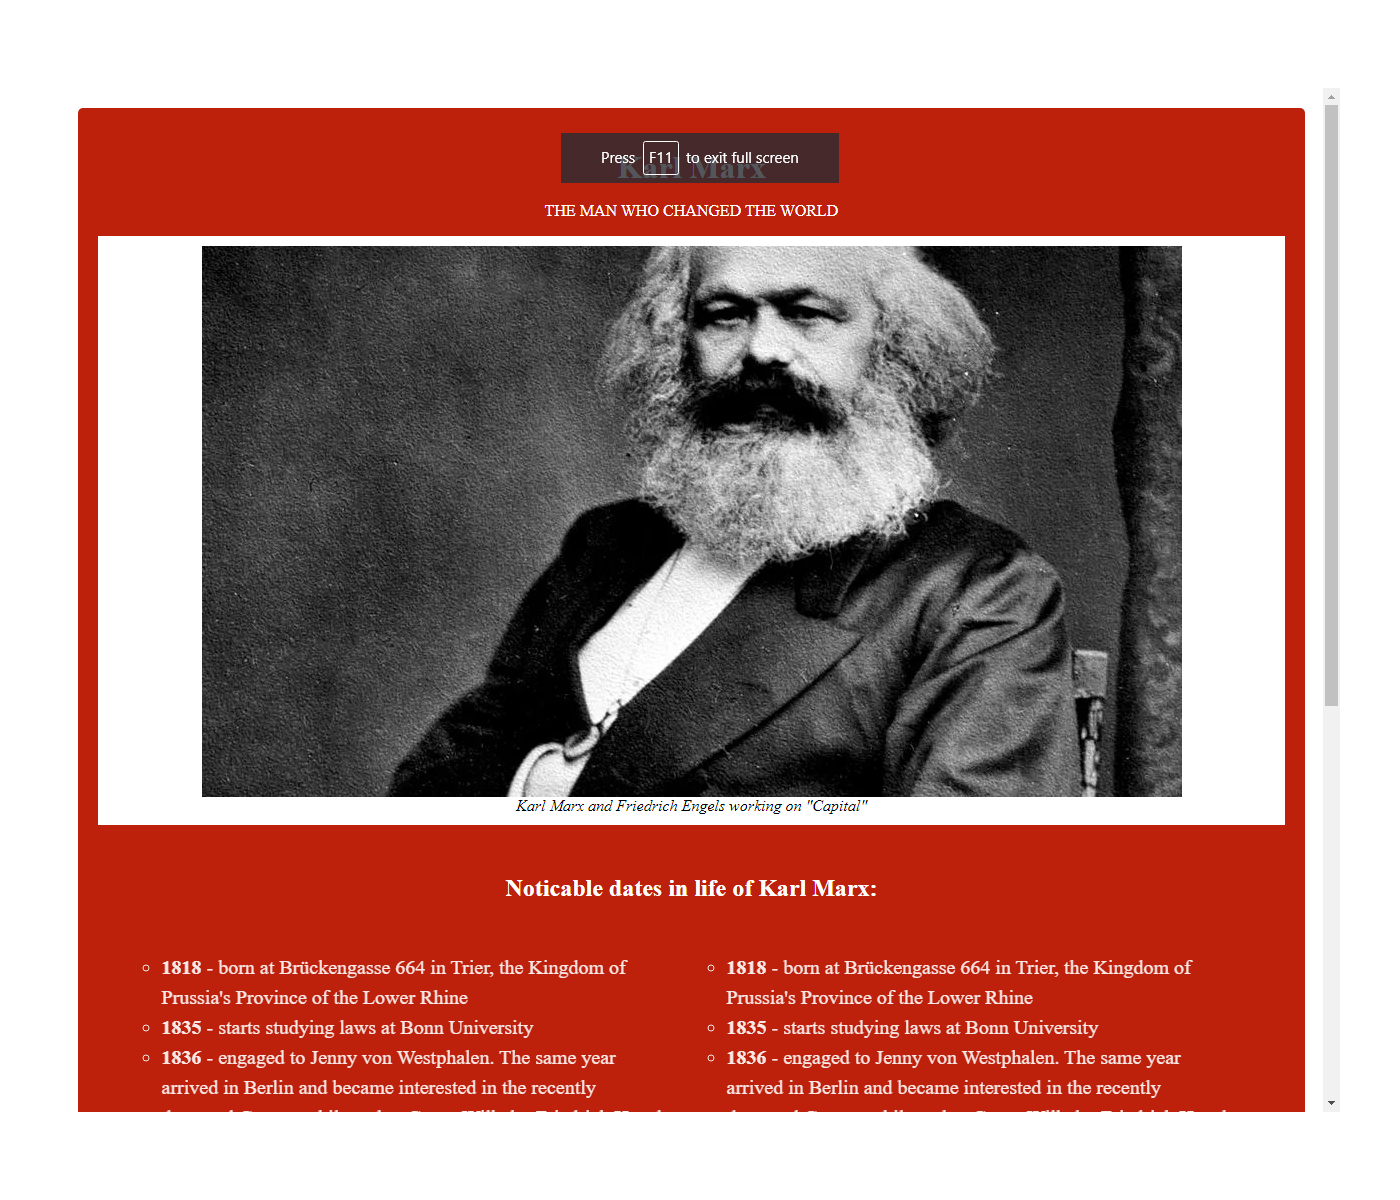 Press F11 to exit full screen
Karl Marx
THE MAN WHO CHANGED THE WORLD
Karl Marx and Friedrich Engels working on "Capital"
Noticable dates in life of Karl Marx:
1818 - born at Brückengasse 664 in Trier, the Kingdom of
Prussia's Province of the Lower Rhine
1835 - starts studying laws at Bonn University
1836 - engaged to Jenny von Westphalen. The same year
arrived in Berlin and became interested in the recently
1818 - born at Brückengasse 664 in Trier, the Kingdom of
Prussia's Province of the Lower Rhine
1835 - starts studying laws at Bonn University
1836 - engaged to Jenny von Westphalen. The same year
arrived in Berlin and became interested in the recently